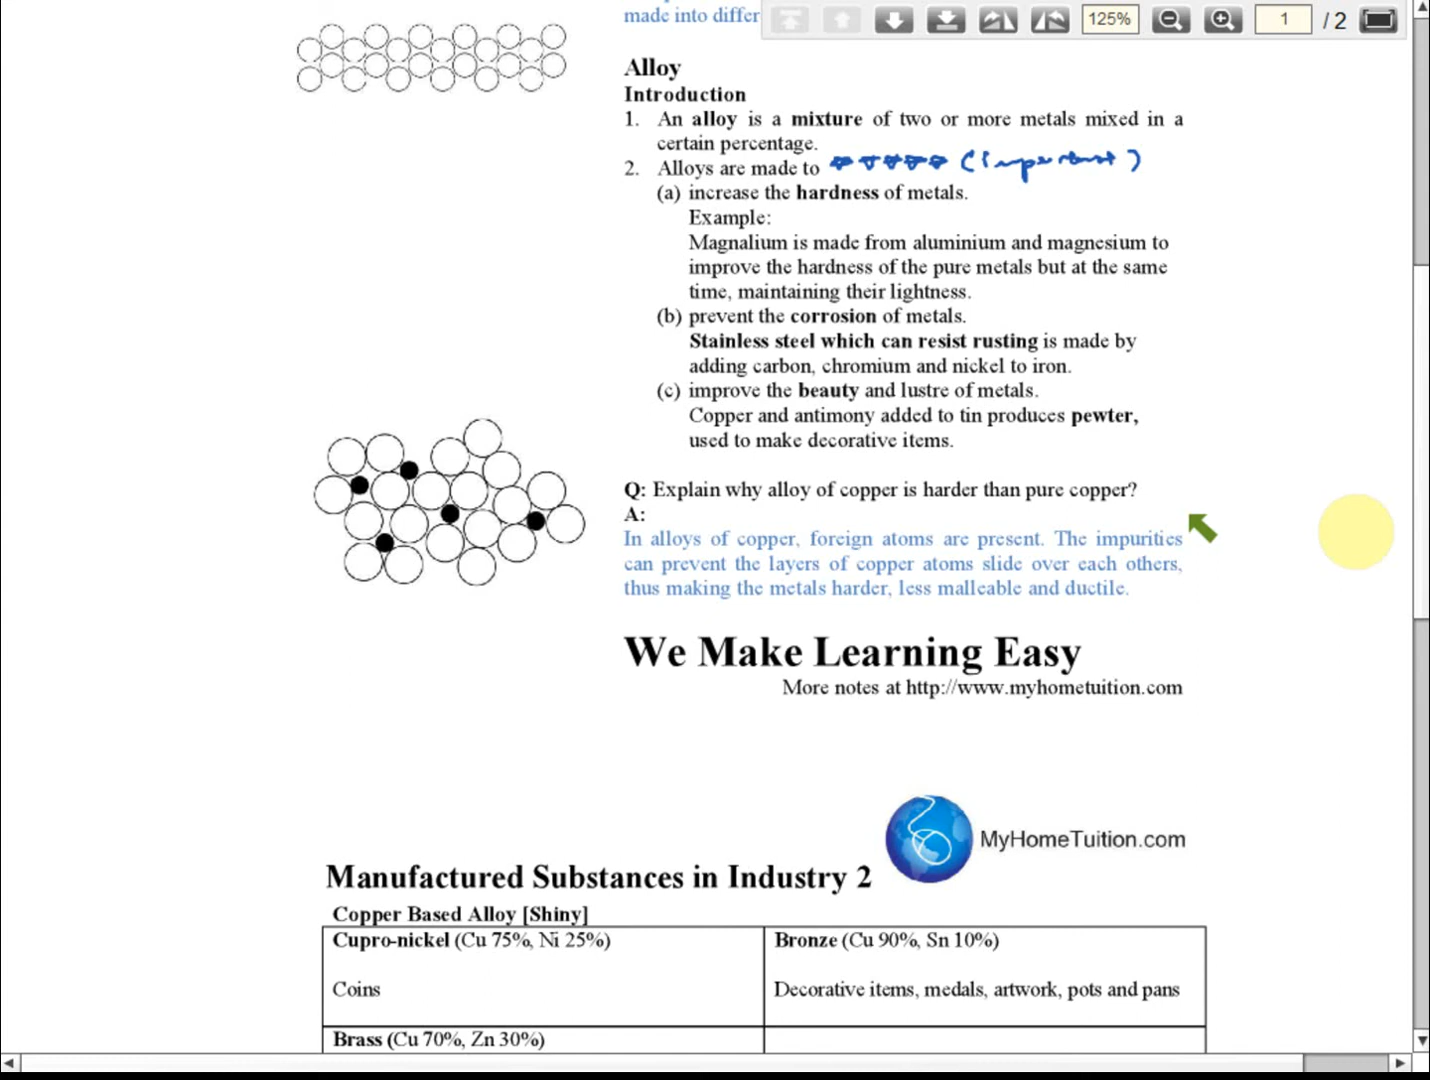 made into differ
125%
1
/ 2
Alloy
Introduction
1. An alloy is a mixture of two or more metals mixed in a
certain percentage.
2. Alloys are made to (Important)
(a) increase the hardness of metals.
Example:
Magnalium is made from aluminium and magnesium to
improve the hardness of the pure metals but at the same
time, maintaining their lightness.
(b) prevent the corrosion of metals.
Stainless steel which can resist rusting is made by
adding carbon, chromium and nickel to iron.
(c) improve the beauty and lustre of metals.
Copper and antimony added to tin produces pewter,
used to make decorative items.
Q: Explain why alloy of copper is harder than pure copper?
A:
In alloys of copper, foreign atoms are present. The impurities
can prevent the layers of copper atoms slide over each others,
thus making the metals harder, less malleable and ductile.
We Make Learning Easy
More notes at http://www.myhometuition.com
MyHomeTuition.com
Manufactured Substances in Industry 2
Copper Based Alloy [Shiny]
Cupro-nickel (Cu 75%, Ni 25%)
Coins
Bronze (Cu 90%, Sn 10%)
Decorative items, medals, artwork, pots and pans
Brass (Cu 70%, Zn 30%)